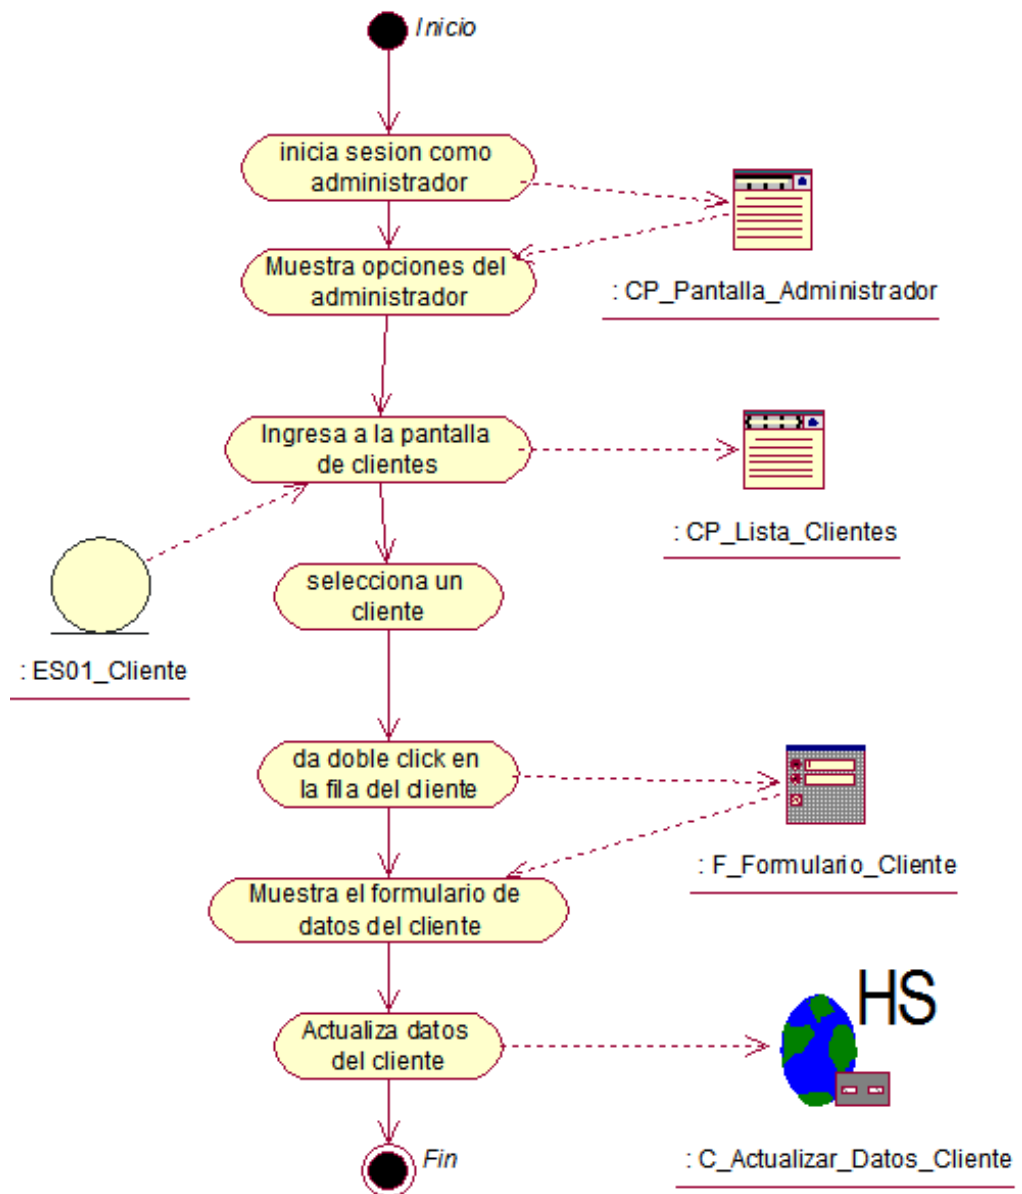 Inicio
inicia sesion como
administrador
Muestra opciones del
administrador
: CP_Pantalla_Administrador
Ingresa a la pantalla
de clientes
: CP_Lista_Clientes
selecciona un
cliente
: ES01_Cliente
da doble click en
la fila del cliente
: F_Formulario_Cliente
Muestra el formulario de
datos del cliente
HS
Actualiza datos
del cliente
Fin
: C_Actualizar_Datos_Cliente